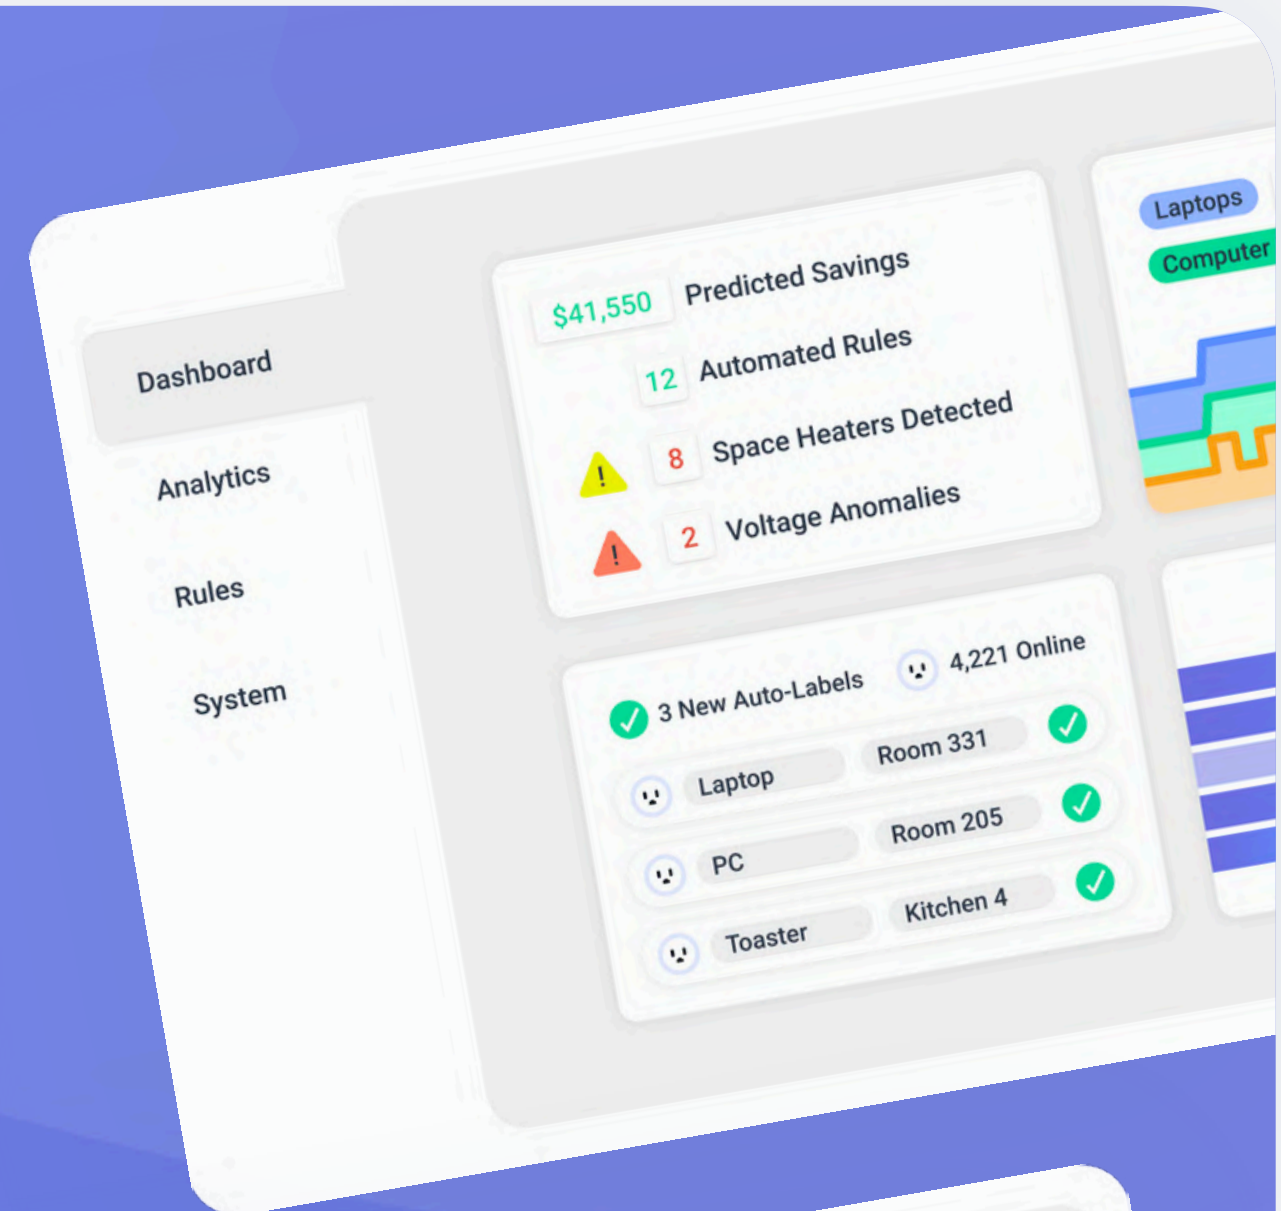 Dashboard
Analytics
Rules
System
$41,550 Predicted Savings
12 Automated Rules
! 8 Space Heaters Detected
! 2 Voltage Anomalies
3 New Auto-Labels 4,221 Online
Laptop Room 331
PC Room 205
Toaster Kitchen 4
Laptops
Computer